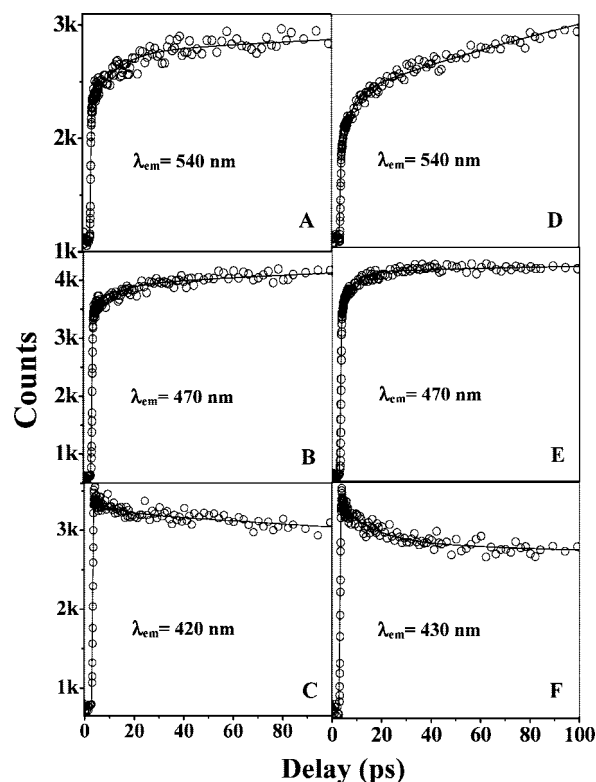 3k
2k
1k
λem= 540 nm
A
λem= 540 nm
D
4k
3k
2k
1k
λem= 470 nm
B
λem= 470 nm
E
3k
2k
1k
λem= 420 nm
C
λem= 430 nm
F
Counts
0 20 40 60 80 0 20 40 60 80 100
Delay (ps)